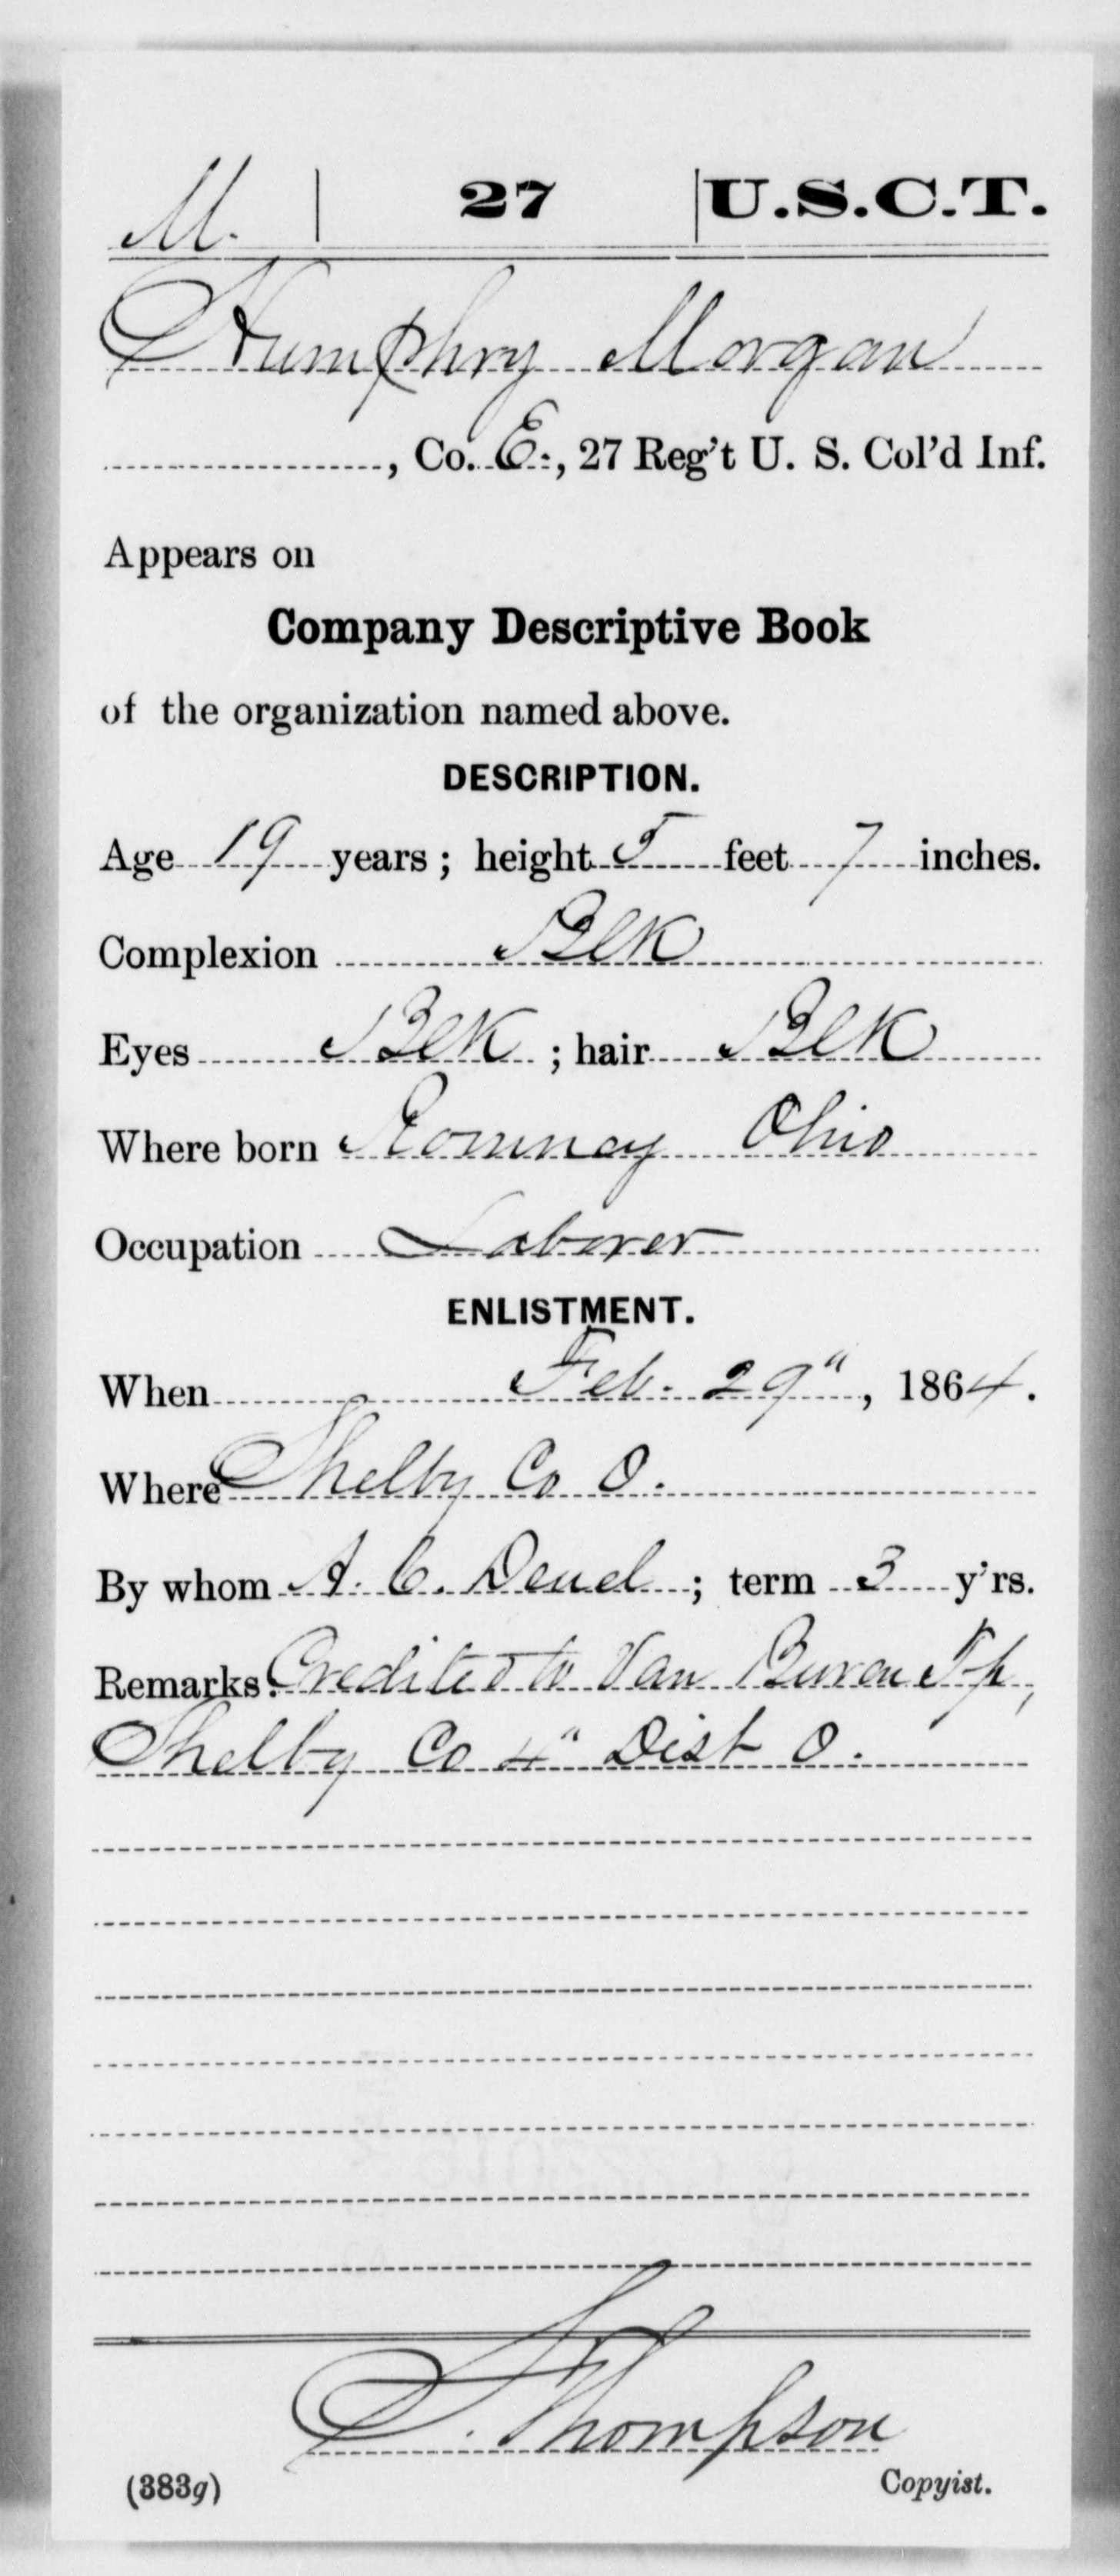 M. | 27 | U.S.C.T.
Humphry Morgan
, Co. E., 27 Reg't U. S. Col'd Inf.
Appears on
Company Descriptive Book
of the organization named above.
DESCRIPTION.
Age 19 years; height 5 feet 7 inches.
Complexion Blk
Eyes Blk; hair Blk
Where born Romney Ohio
Occupation Laborer
ENLISTMENT.
When Feb. 29", 1864.
Where Shelby Co O.
By whom A. C. Deuel; term 3 y'rs.
Remarks: Credited to Van Buren Tp,
Shelby Co 4" Dist O.
Thompson
(383g) Copyist.